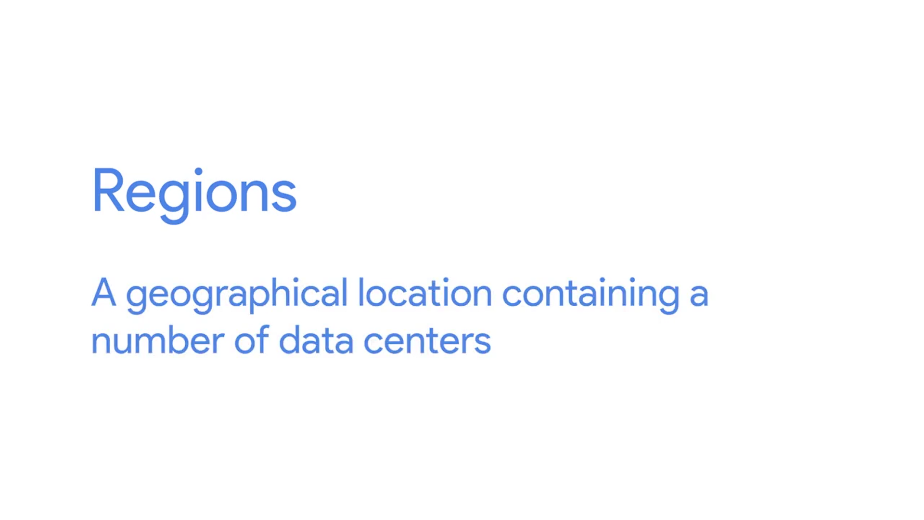 Regions
A geographical location containing a
number of data centers